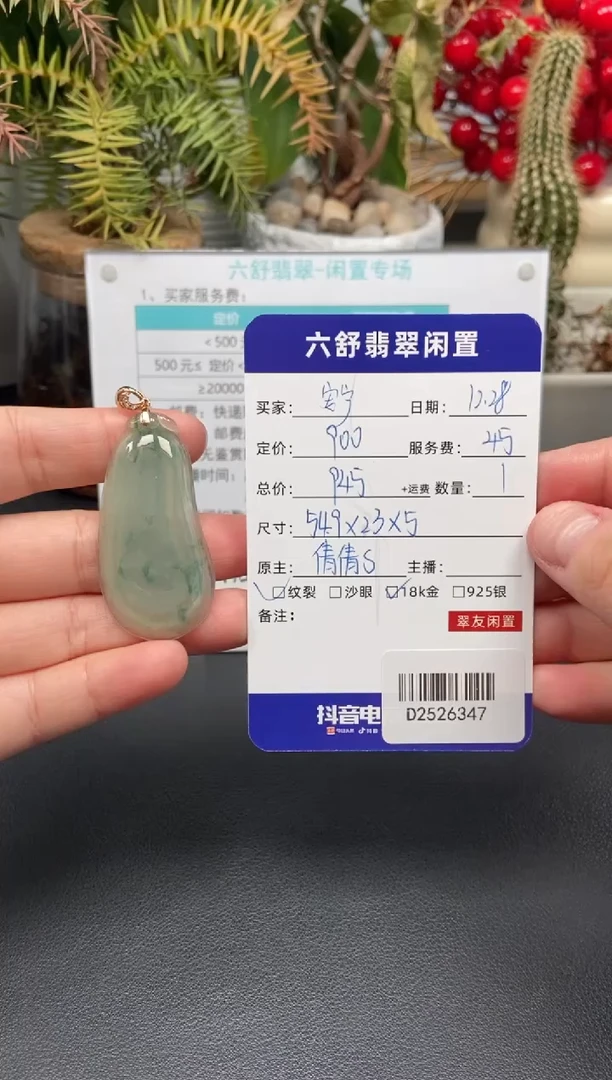 六舒翡翠-闲置专场
1、买家服务费：
定价
<500
500元≤ 定价<
≥20000
六舒翡翠闲置
买家： 日期：12.28
定价：900 服务费：45
总价：945 +运费 数量：1
尺寸：54.9×23×5
原主：倩倩S 主播：
☑纹裂 □沙眼 ☑18k金 □925银
备注：
翠友闲置
抖音电
D2526347